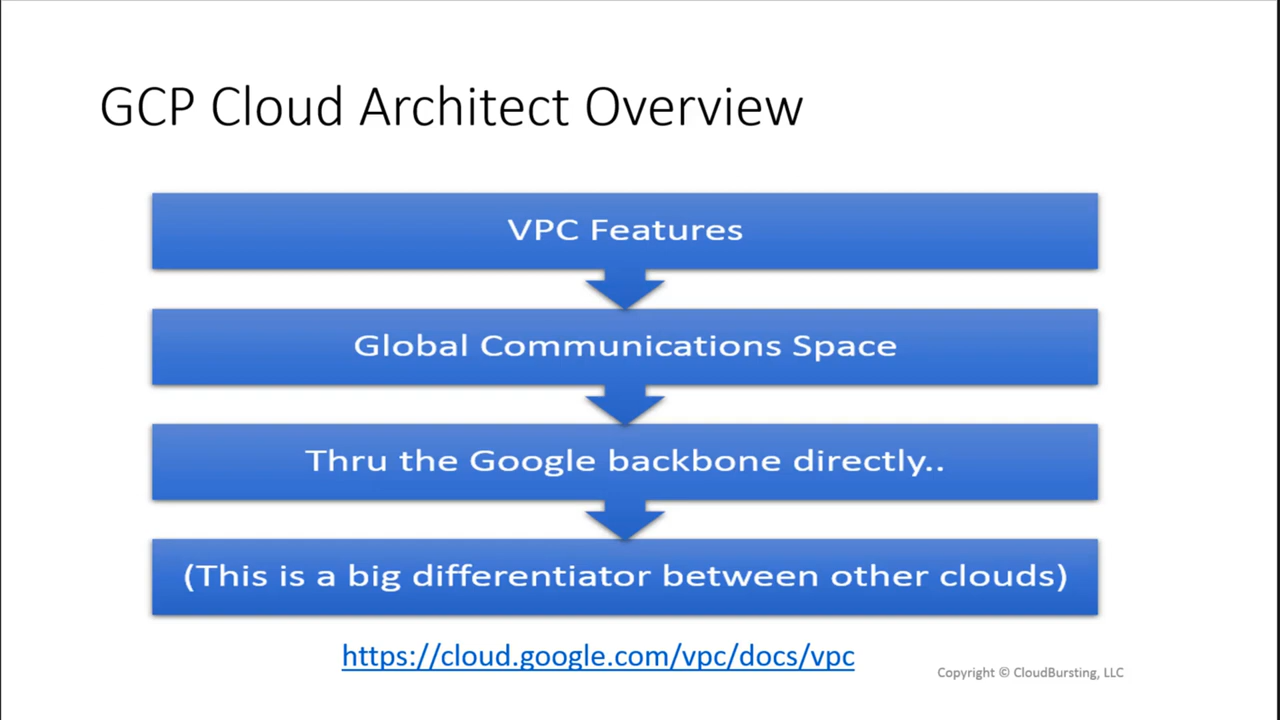 GCP Cloud Architect Overview
VPC Features
Global Communications Space
Thru the Google backbone directly..
(This is a big differentiator between other clouds)
https://cloud.google.com/vpc/docs/vpc
Copyright © CloudBursting, LLC